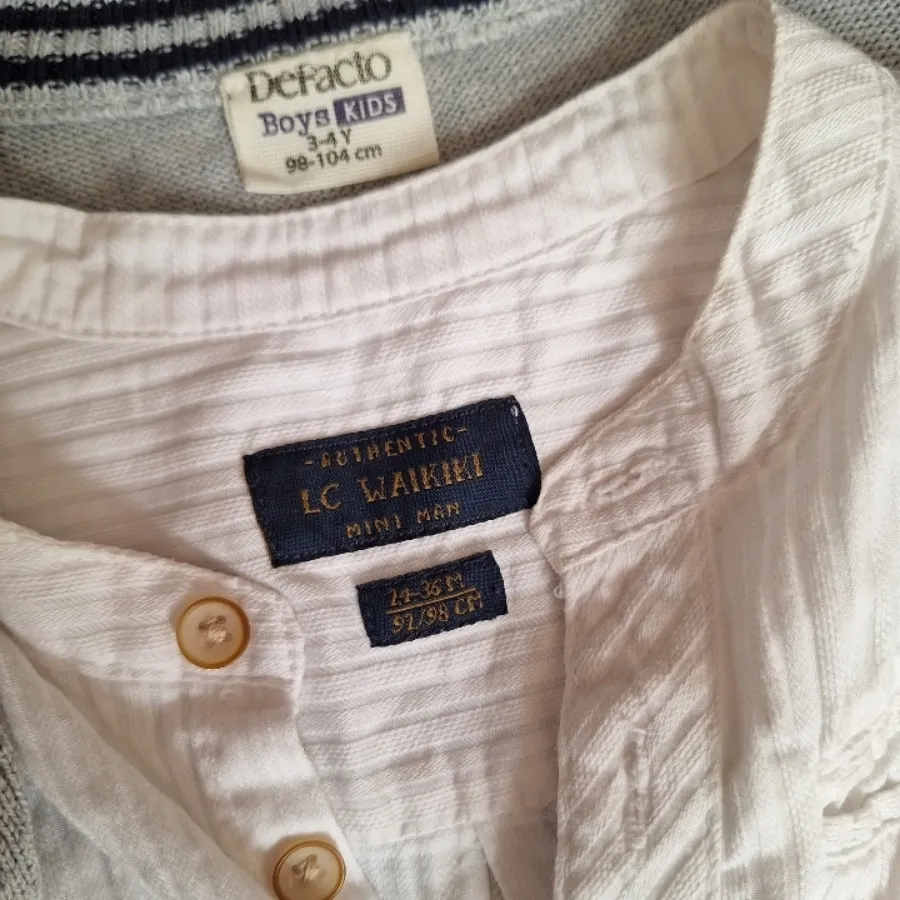 DeFacto
Boys KIDS
3-4 Y
98-104 cm
-AUTHENTIC-
LC WAIKIKI
MINI MAN
24-36 M
92/98 CM